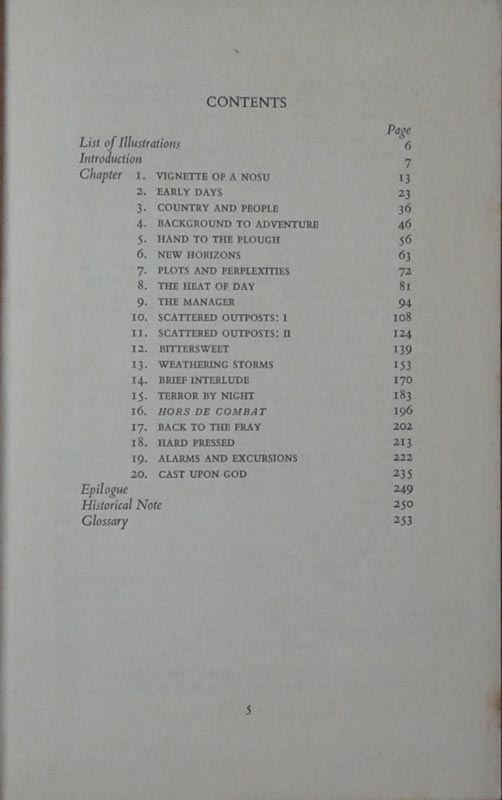 CONTENTS
Page
List of Illustrations 6
Introduction 7
Chapter 1. VIGNETTE OF A NOSU 13
2. EARLY DAYS 23
3. COUNTRY AND PEOPLE 36
4. BACKGROUND TO ADVENTURE 46
5. HAND TO THE PLOUGH 56
6. NEW HORIZONS 63
7. PLOTS AND PERPLEXITIES 72
8. THE HEAT OF DAY 81
9. THE MANAGER 94
10. SCATTERED OUTPOSTS: I 108
11. SCATTERED OUTPOSTS: II 124
12. BITTERSWEET 139
13. WEATHERING STORMS 153
14. BRIEF INTERLUDE 170
15. TERROR BY NIGHT 183
16. HORS DE COMBAT 196
17. BACK TO THE FRAY 202
18. HARD PRESSED 213
19. ALARMS AND EXCURSIONS 222
20. CAST UPON GOD 235
Epilogue 249
Historical Note 250
Glossary 253
5